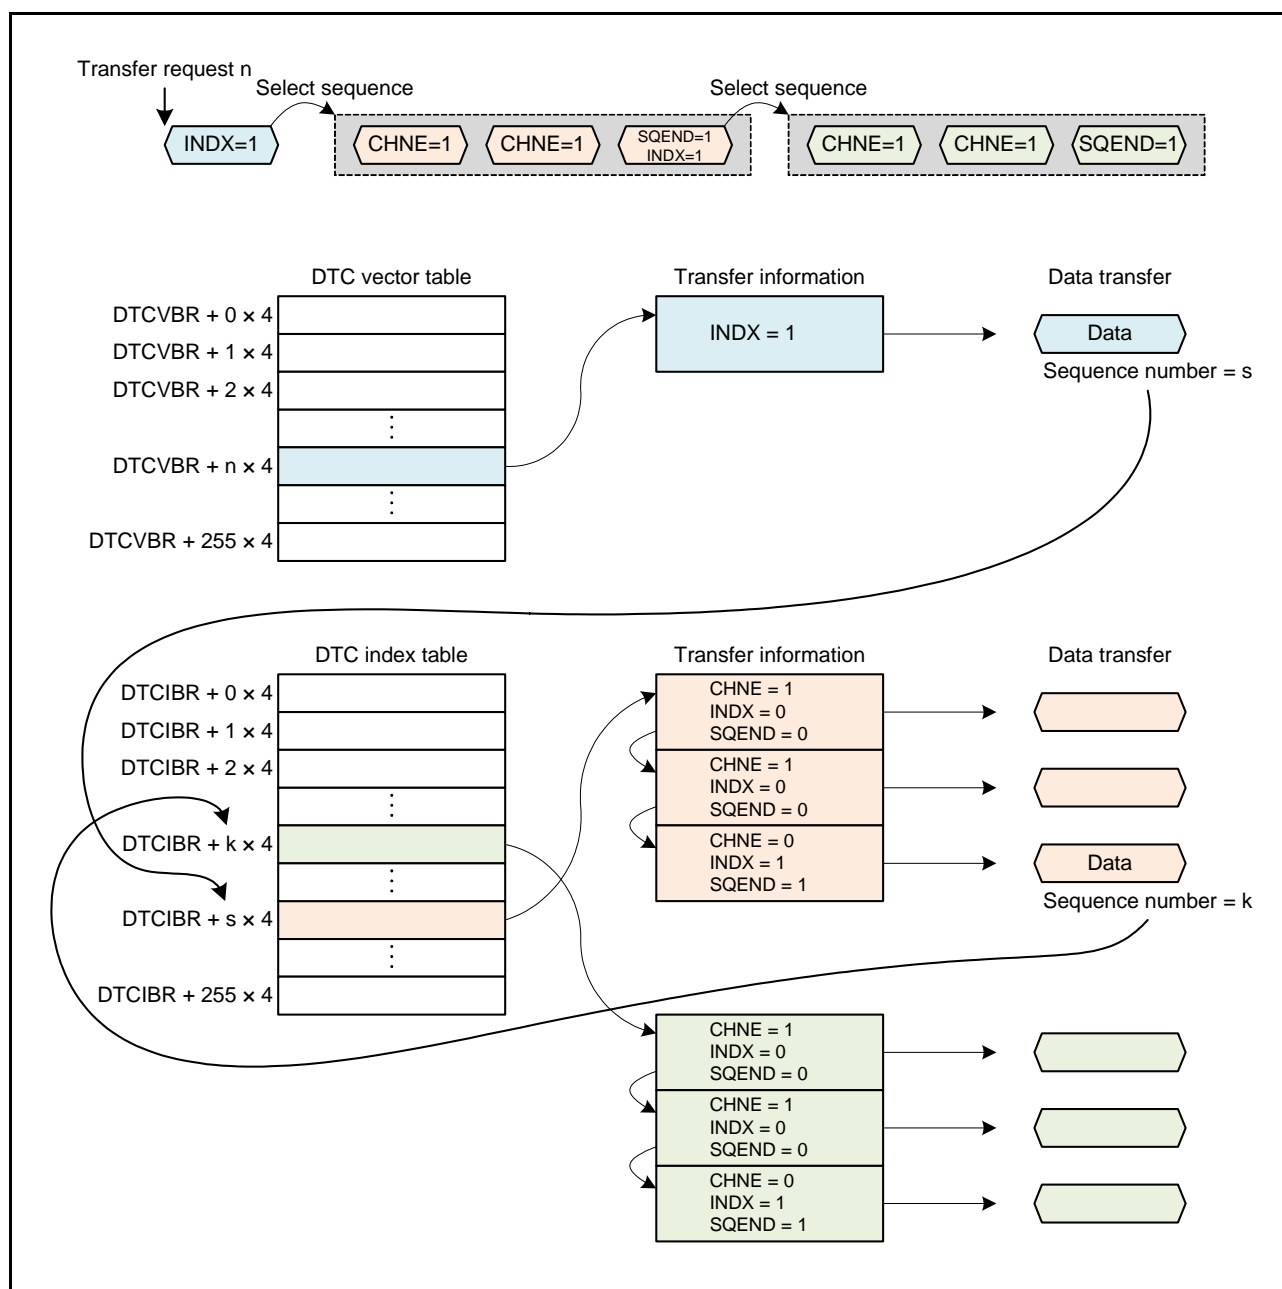 Transfer request n
Select sequence
Select sequence
INDX=1
CHNE=1
CHNE=1
SQEND=1
INDX=1
CHNE=1
CHNE=1
SQEND=1
DTC vector table
Transfer information
Data transfer
DTCVBR + 0 × 4
DTCVBR + 1 × 4
DTCVBR + 2 × 4
DTCVBR + n × 4
DTCVBR + 255 × 4
INDX = 1
Data
Sequence number = s
DTC index table
Transfer information
Data transfer
DTCIBR + 0 × 4
DTCIBR + 1 × 4
DTCIBR + 2 × 4
DTCIBR + k × 4
DTCIBR + s × 4
DTCIBR + 255 × 4
CHNE = 1
INDX = 0
SQEND = 0
CHNE = 1
INDX = 0
SQEND = 0
CHNE = 0
INDX = 1
SQEND = 1
Data
Sequence number = k
CHNE = 1
INDX = 0
SQEND = 0
CHNE = 1
INDX = 0
SQEND = 0
CHNE = 0
INDX = 1
SQEND = 1